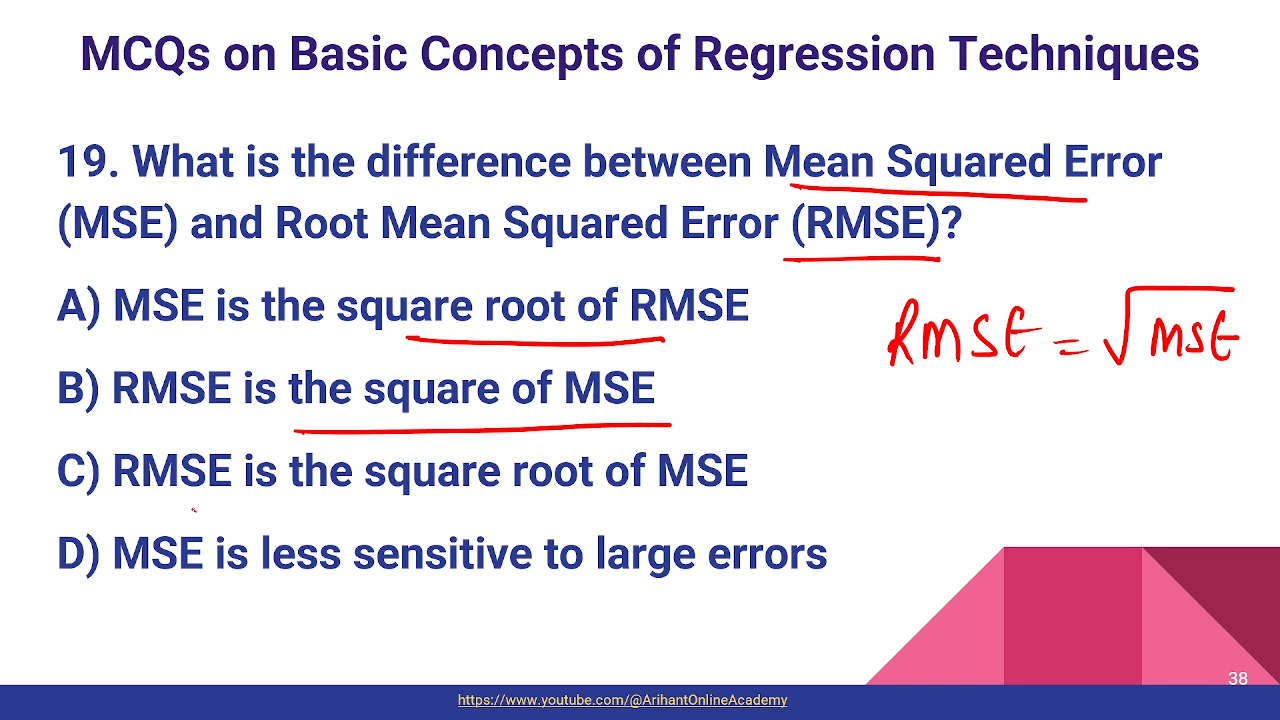 MCQs on Basic Concepts of Regression Techniques
19. What is the difference between Mean Squared Error
(MSE) and Root Mean Squared Error (RMSE)?
A) MSE is the square root of RMSE
RMSE = √MSE
B) RMSE is the square of MSE
C) RMSE is the square root of MSE
D) MSE is less sensitive to large errors
38
https://www.youtube.com/@ArihantOnlineAcademy